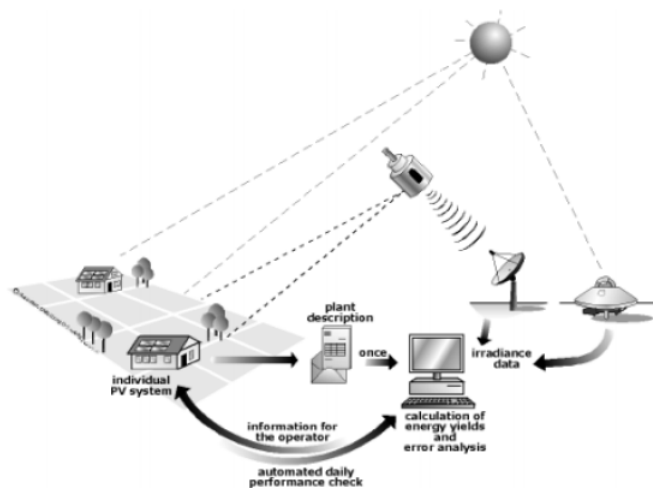 plant
description
once
irradiance
data
individual
PV system
calculation of
energy yields
and
error analysis
information for
the operator
automated daily
performance check